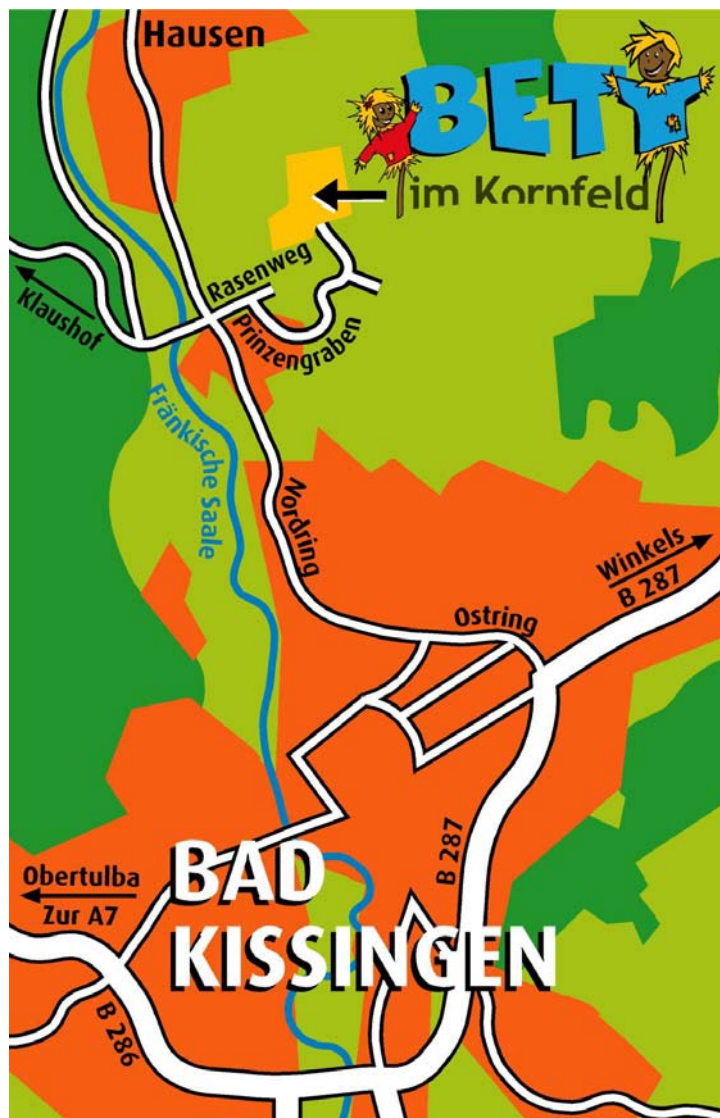 Hausen
BETY
im Kornfeld
Rasenweg
Klaushof
Prinzengraben
Fränkische Saale
Nordring
Winkels
B 287
Ostring
B 287
BAD
KISSINGEN
Obertulba
Zur A7
B 286